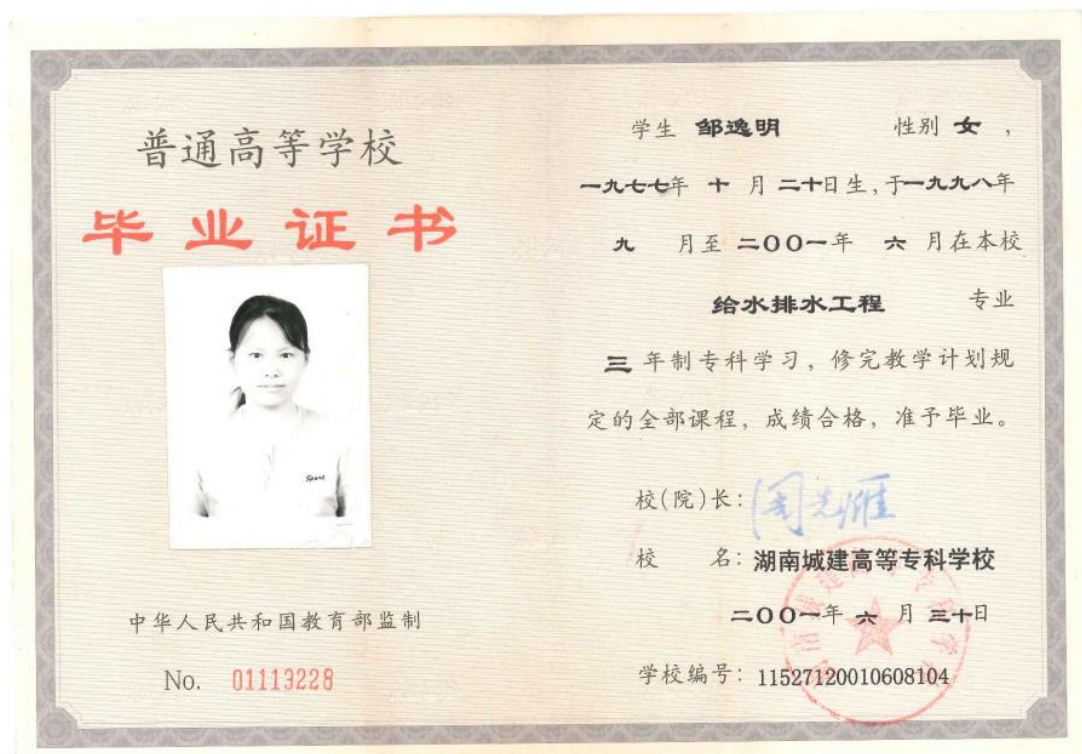 普通高等学校
毕业证书
中华人民共和国教育部监制
No. 01113228
学生 邹逸明 性别 女 ,
一九七七年 十 月 二十日生,于一九九八年
九 月至 二00一年 六 月在本校
给水排水工程 专业
三 年制专科学习,修完教学计划规
定的全部课程,成绩合格,准予毕业。
校(院)长:
校 名:湖南城建高等专科学校
二00一年 六 月 三十日
学校编号:11527120010608104